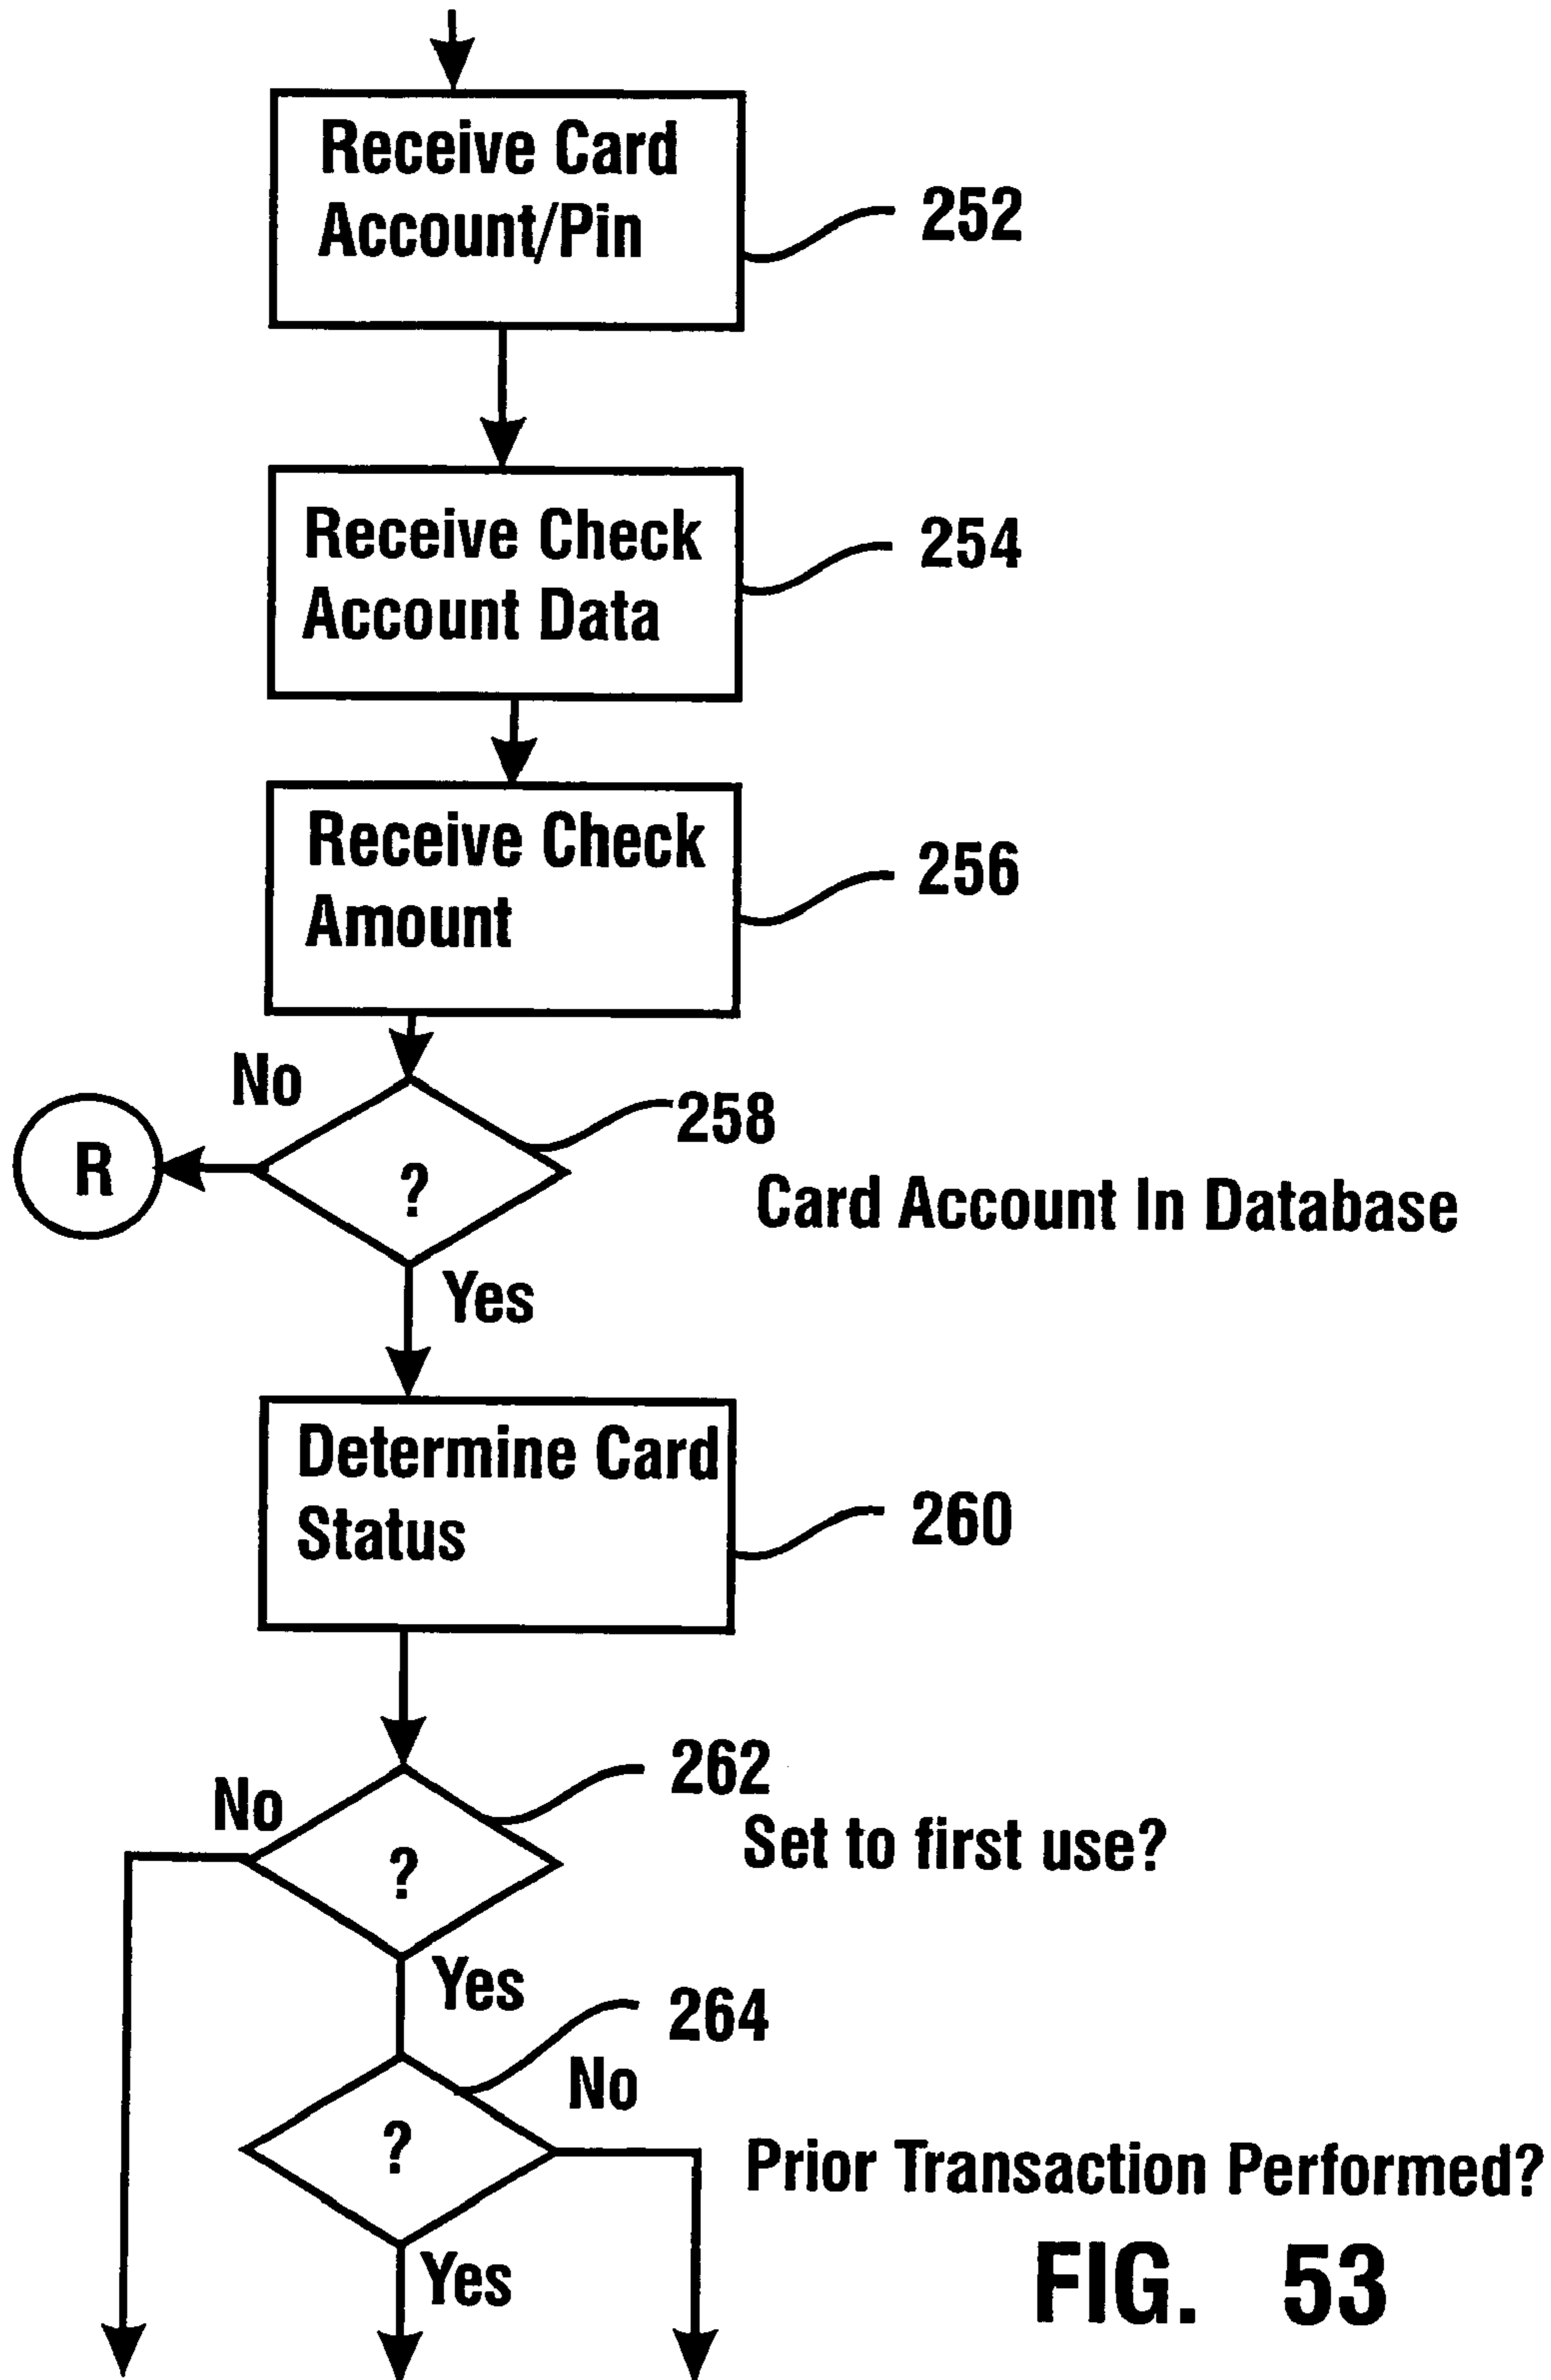 Receive Card
Account/Pin
252
Receive Check
Account Data
254
Receive Check
Amount
256
No
R
?
258
Card Account In Database
Yes
Determine Card
Status
260
No
?
262
Set to first use?
Yes
264
No
?
Prior Transaction Performed?
Yes
FIG. 53